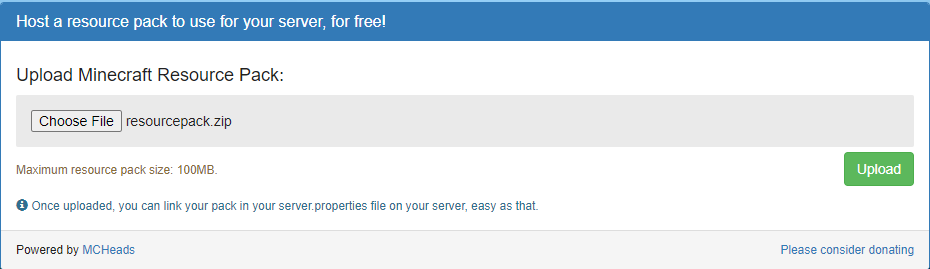 Host a resource pack to use for your server, for free!
Upload Minecraft Resource Pack:
Choose File resourcepack.zip
Maximum resource pack size: 100MB.
Upload
Once uploaded, you can link your pack in your server.properties file on your server, easy as that.
Powered by MCHeads
Please consider donating